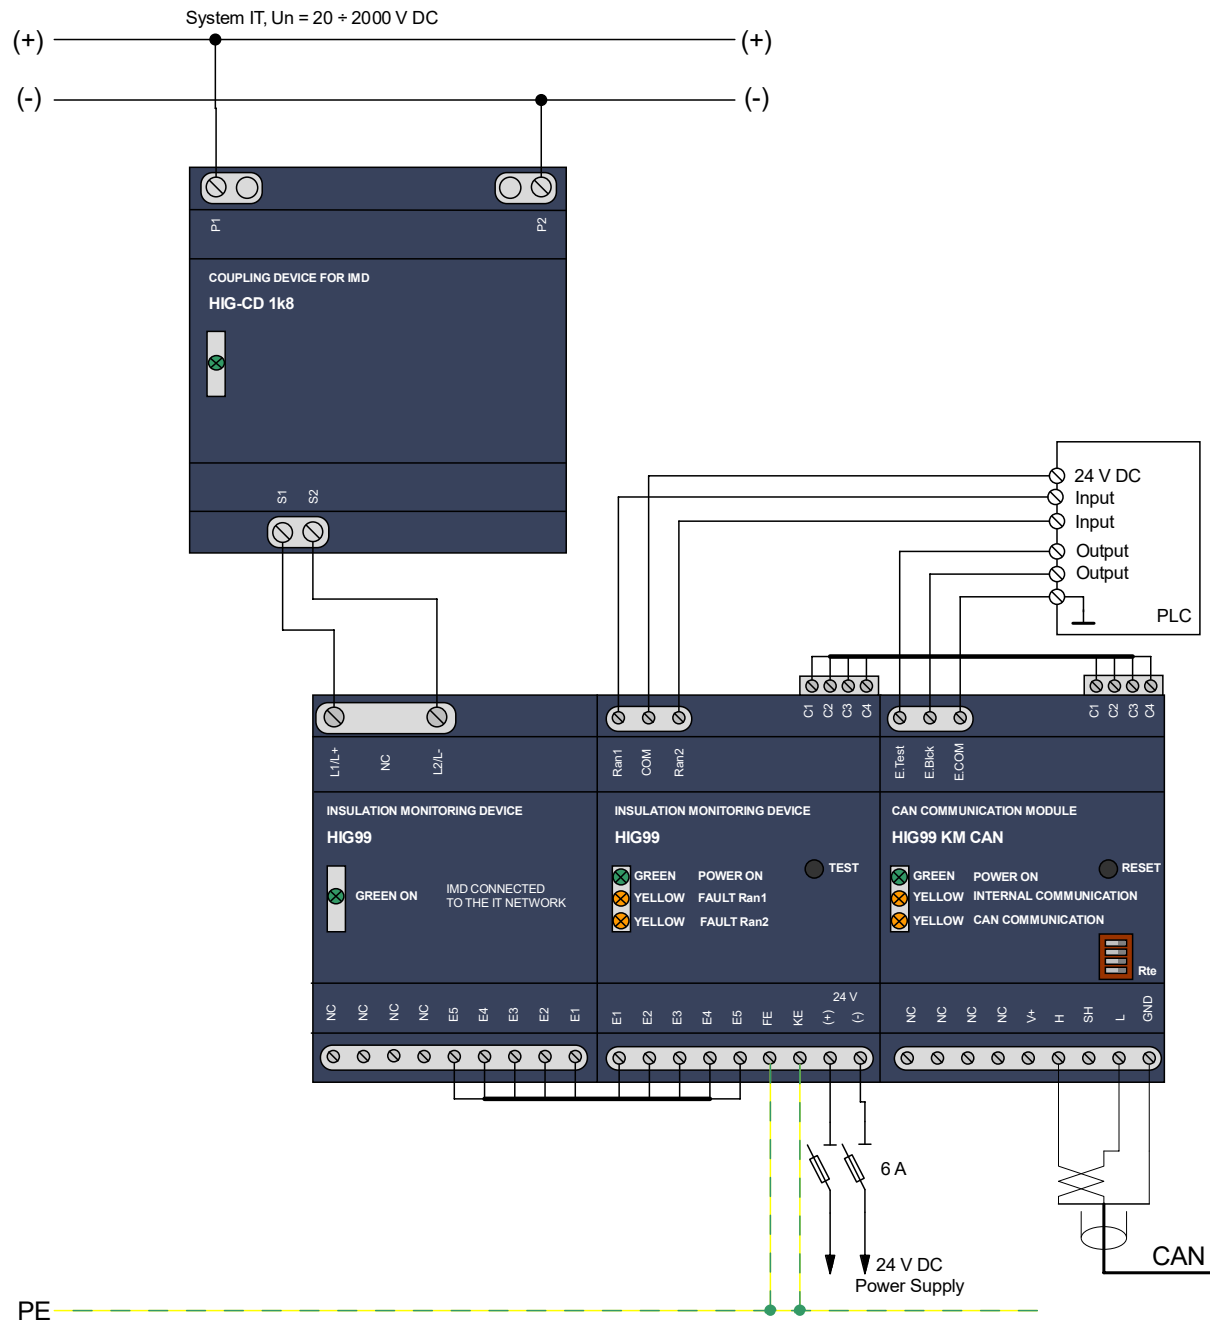 System IT, Un = 20 ÷ 2000 V DC
(+) (+)
(-) (-)
P1 P2
COUPLING DEVICE FOR IMD
HIG-CD 1k8
S1 S2
24 V DC
Input
Input
Output
Output
PLC
L1/L+ NC L2/L- Ran1 COM Ran2 C1 C2 C3 C4 E.Test E.Blck E.COM C1 C2 C3 C4
INSULATION MONITORING DEVICE
HIG99
GREEN ON
IMD CONNECTED
TO THE IT NETWORK
INSULATION MONITORING DEVICE
HIG99
TEST
GREEN POWER ON
YELLOW FAULT Ran1
YELLOW FAULT Ran2
CAN COMMUNICATION MODULE
HIG99 KM CAN
RESET
GREEN POWER ON
YELLOW INTERNAL COMMUNICATION
YELLOW CAN COMMUNICATION
Rte
24 V
NC NC NC NC E5 E4 E3 E2 E1 E1 E2 E3 E4 E5 FE KE (+) (-) NC NC NC NC V+ H SH L GND
6 A
24 V DC
Power Supply
CAN
PE